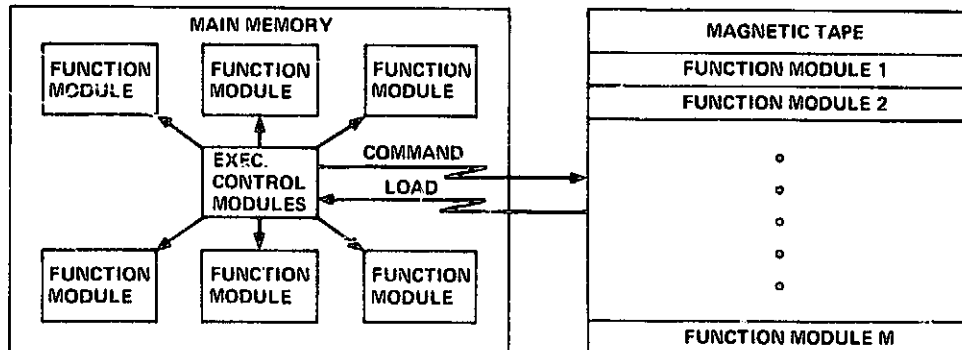 MAIN MEMORY
FUNCTION
MODULE
FUNCTION
MODULE
FUNCTION
MODULE
EXEC.
CONTROL
MODULES
COMMAND
LOAD
FUNCTION
MODULE
FUNCTION
MODULE
FUNCTION
MODULE
MAGNETIC TAPE
FUNCTION MODULE 1
FUNCTION MODULE 2
FUNCTION MODULE M